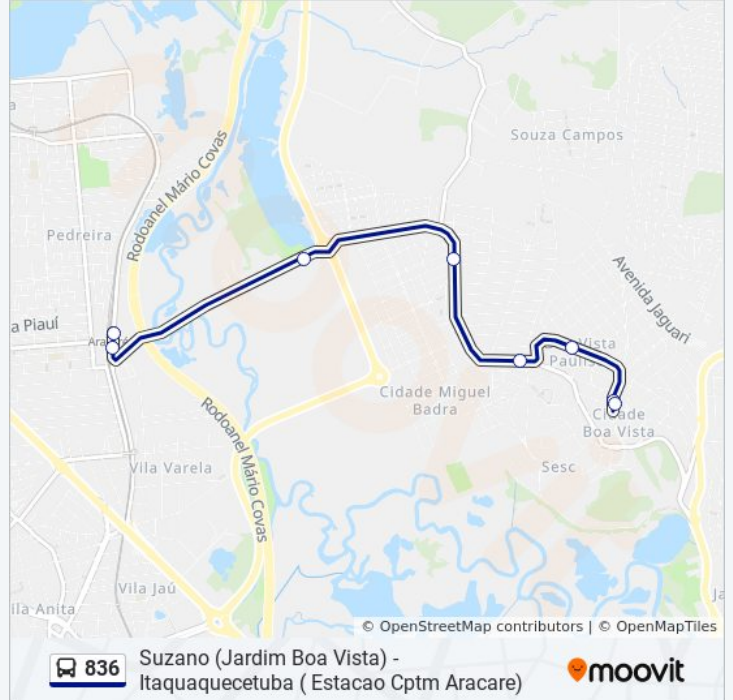 Souza Campos
Rodoanel Mário Covas
Pedreira
Avenida Jaguari
a Piauí
Vista
Cidade Miguel
Badra
Cidade
Boa Vista
Rodoanel Mário Covas
Vila Varela
Sesc
Vila Jaú
ila Anita
© OpenStreetMap contributors | © OpenMapTiles
836
Suzano (Jardim Boa Vista) -
Itaquaquecetuba ( Estacao Cptm Aracare)
moovit